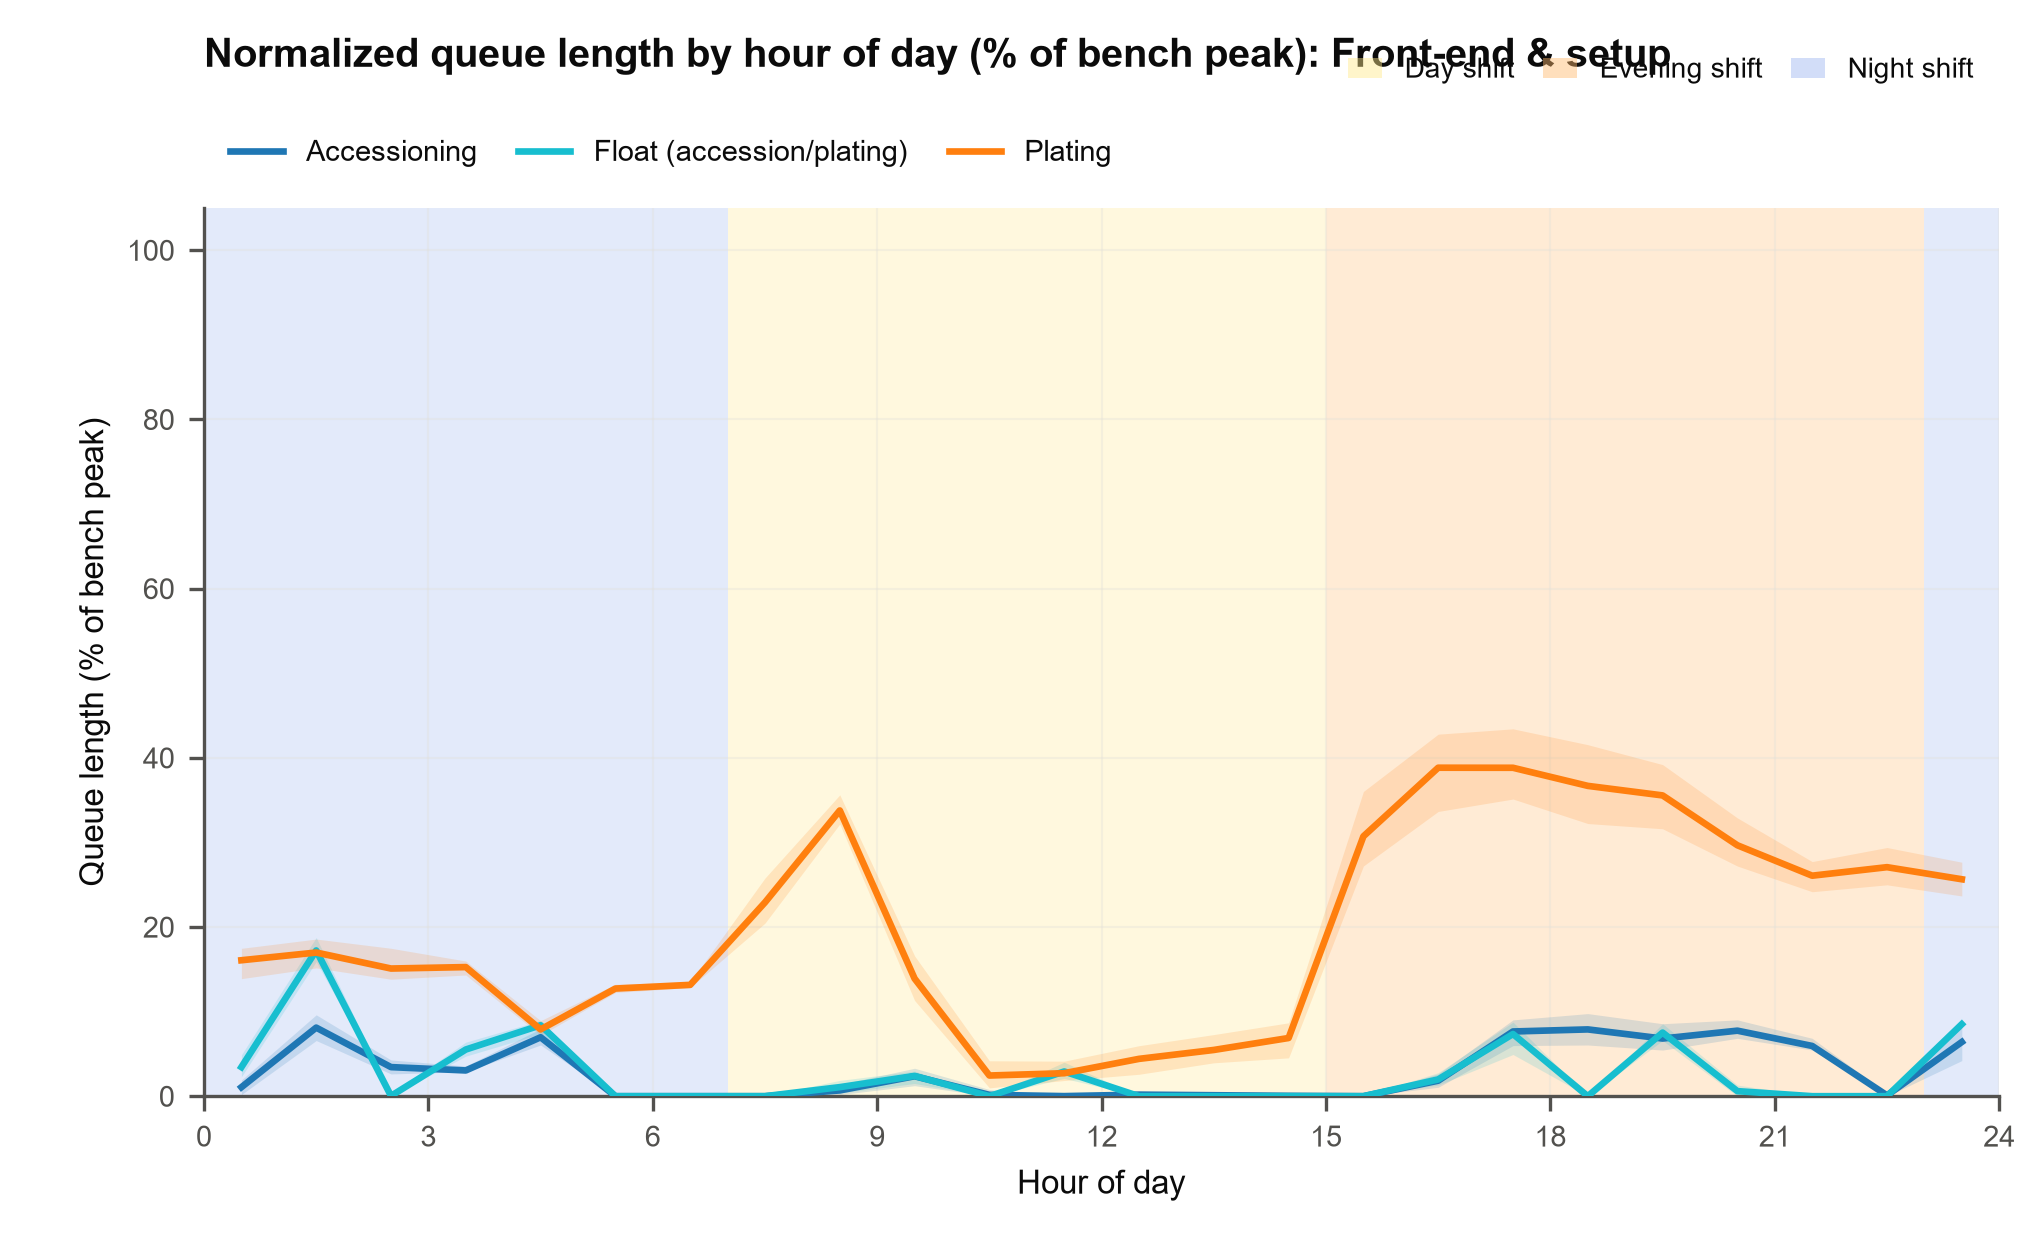 Normalized queue length by hour of day (% of bench peak): Front-end & setup
Day shift Evening shift Night shift
Accessioning Float (accession/plating) Plating
100
80
60
40
20
0
Queue length (% of bench peak)
0 3 6 9 12 15 18 21 24
Hour of day